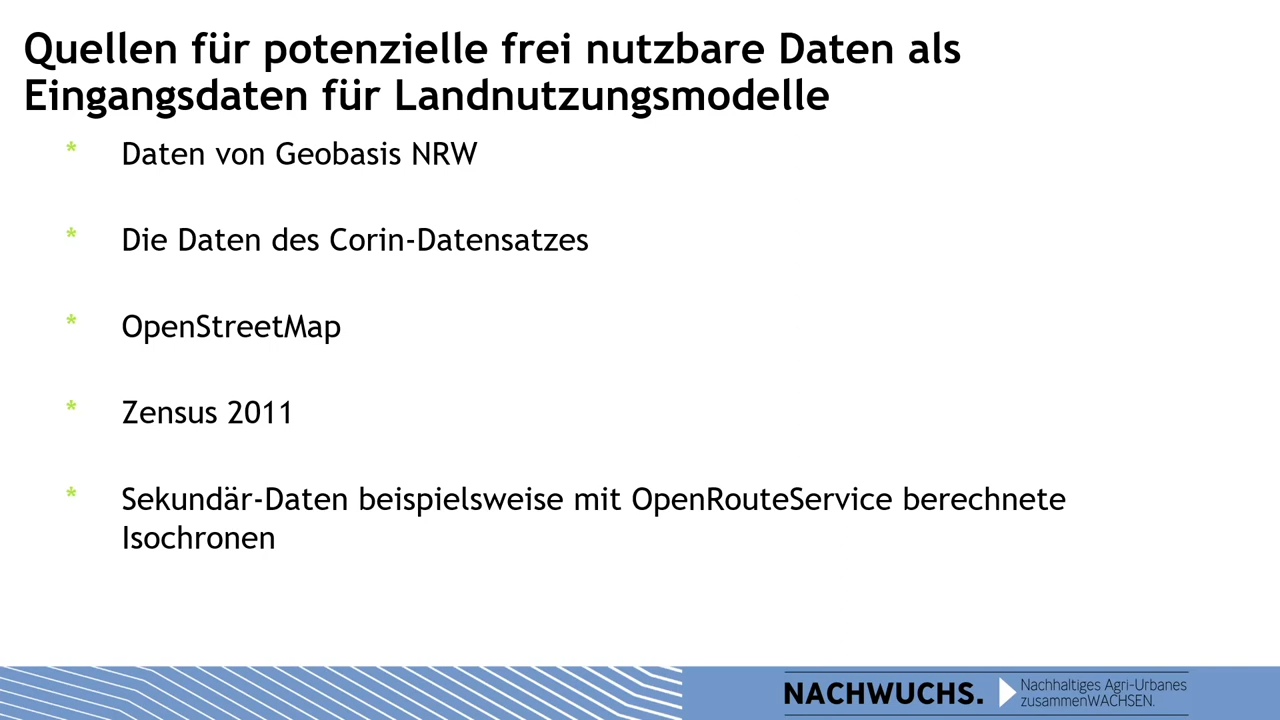 Quellen für potenzielle frei nutzbare Daten als
Eingangsdaten für Landnutzungsmodelle
* Daten von Geobasis NRW
* Die Daten des Corin-Datensatzes
* OpenStreetMap
* Zensus 2011
* Sekundär-Daten beispielsweise mit OpenRouteService berechnete
Isochronen
NACHWUCHS.
Nachhaltiges Agri-Urbanes
zusammenWACHSEN.